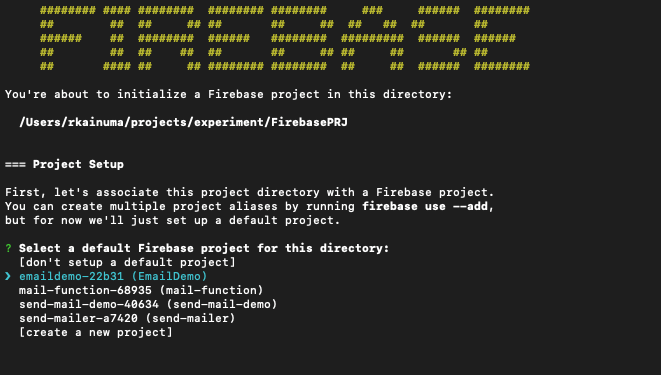 ######## #### ######## ######## ######## ########     ###     ######  ########
##        ##  ##     ## ##       ##     ##  ##   ##  ##       ##
######    ##  ########  ######   ########  #########  ######  ######
##        ##  ##    ##  ##       ##     ## ##     ##       ## ##
##       #### ##     ## ######## ########  ##     ##  ######  ########
You're about to initialize a Firebase project in this directory:
/Users/rkainuma/projects/experiment/FirebasePRJ
=== Project Setup
First, let's associate this project directory with a Firebase project.
You can create multiple project aliases by running firebase use --add,
but for now we'll just set up a default project.
? Select a default Firebase project for this directory:
[don't setup a default project]
❯ emaildemo-22b31 (EmailDemo)
mail-function-68935 (mail-function)
send-mail-demo-40634 (send-mail-demo)
send-mailer-a7420 (send-mailer)
[create a new project]